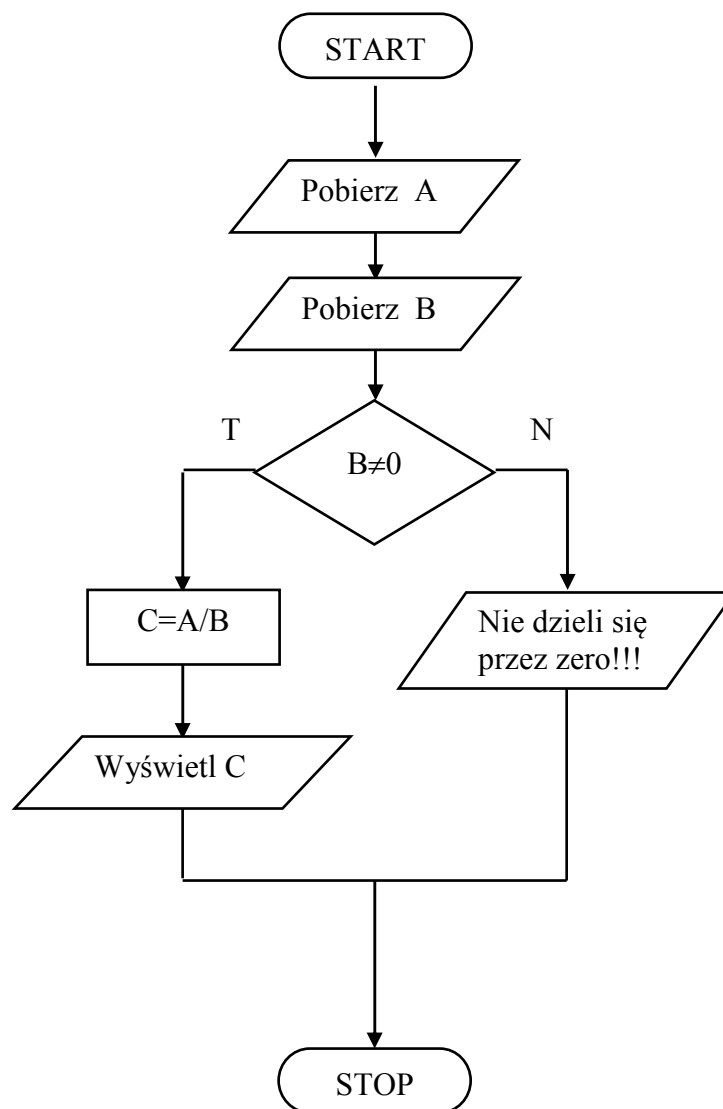 START
Pobierz A
Pobierz B
T
N
B≠0
C=A/B
Nie dzieli się
przez zero!!!
Wyświetl C
STOP